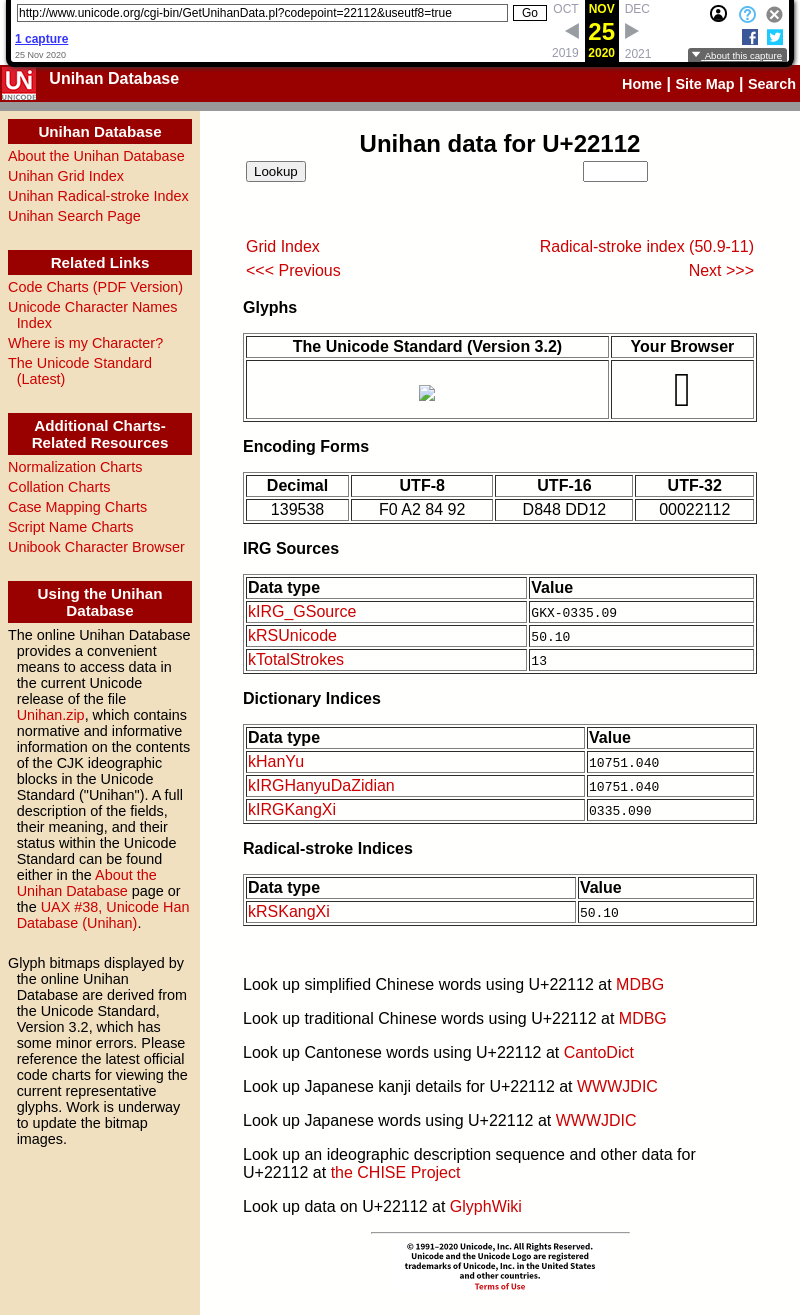 http://www.unicode.org/cgi-bin/GetUnihanData.pl?codepoint=22112&useutf8=true
Go
OCT
NOV
DEC
25
1 capture
25 Nov 2020
2019
2020
2021
About this capture
UNICODE
Unihan Database
Home | Site Map | Search
Unihan Database
About the Unihan Database
Unihan Grid Index
Unihan Radical-stroke Index
Unihan Search Page
Related Links
Code Charts (PDF Version)
Unicode Character Names
Index
Where is my Character?
The Unicode Standard
(Latest)
Additional Charts-
Related Resources
Normalization Charts
Collation Charts
Case Mapping Charts
Script Name Charts
Unibook Character Browser
Using the Unihan
Database
The online Unihan Database
provides a convenient
means to access data in
the current Unicode
release of the file
Unihan.zip, which contains
normative and informative
information on the contents
of the CJK ideographic
blocks in the Unicode
Standard ("Unihan"). A full
description of the fields,
their meaning, and their
status within the Unicode
Standard can be found
either in the About the
Unihan Database page or
the UAX #38, Unicode Han
Database (Unihan).
Glyph bitmaps displayed by
the online Unihan
Database are derived from
the Unicode Standard,
Version 3.2, which has
some minor errors. Please
reference the latest official
code charts for viewing the
current representative
glyphs. Work is underway
to update the bitmap
images.
Unihan data for U+22112
Lookup
Grid Index
Radical-stroke index (50.9-11)
<<< Previous
Next >>>
Glyphs
The Unicode Standard (Version 3.2)
Your Browser
Encoding Forms
Decimal UTF-8 UTF-16 UTF-32
139538 F0 A2 84 92 D848 DD12 00022112
IRG Sources
Data type Value
kIRG_GSource GKX-0335.09
kRSUnicode 50.10
kTotalStrokes 13
Dictionary Indices
Data type Value
kHanYu 10751.040
kIRGHanyuDaZidian 10751.040
kIRGKangXi 0335.090
Radical-stroke Indices
Data type Value
kRSKangXi 50.10
Look up simplified Chinese words using U+22112 at MDBG
Look up traditional Chinese words using U+22112 at MDBG
Look up Cantonese words using U+22112 at CantoDict
Look up Japanese kanji details for U+22112 at WWWJDIC
Look up Japanese words using U+22112 at WWWJDIC
Look up an ideographic description sequence and other data for
U+22112 at the CHISE Project
Look up data on U+22112 at GlyphWiki
© 1991–2020 Unicode, Inc. All Rights Reserved.
Unicode and the Unicode Logo are registered
trademarks of Unicode, Inc. in the United States
and other countries.
Terms of Use